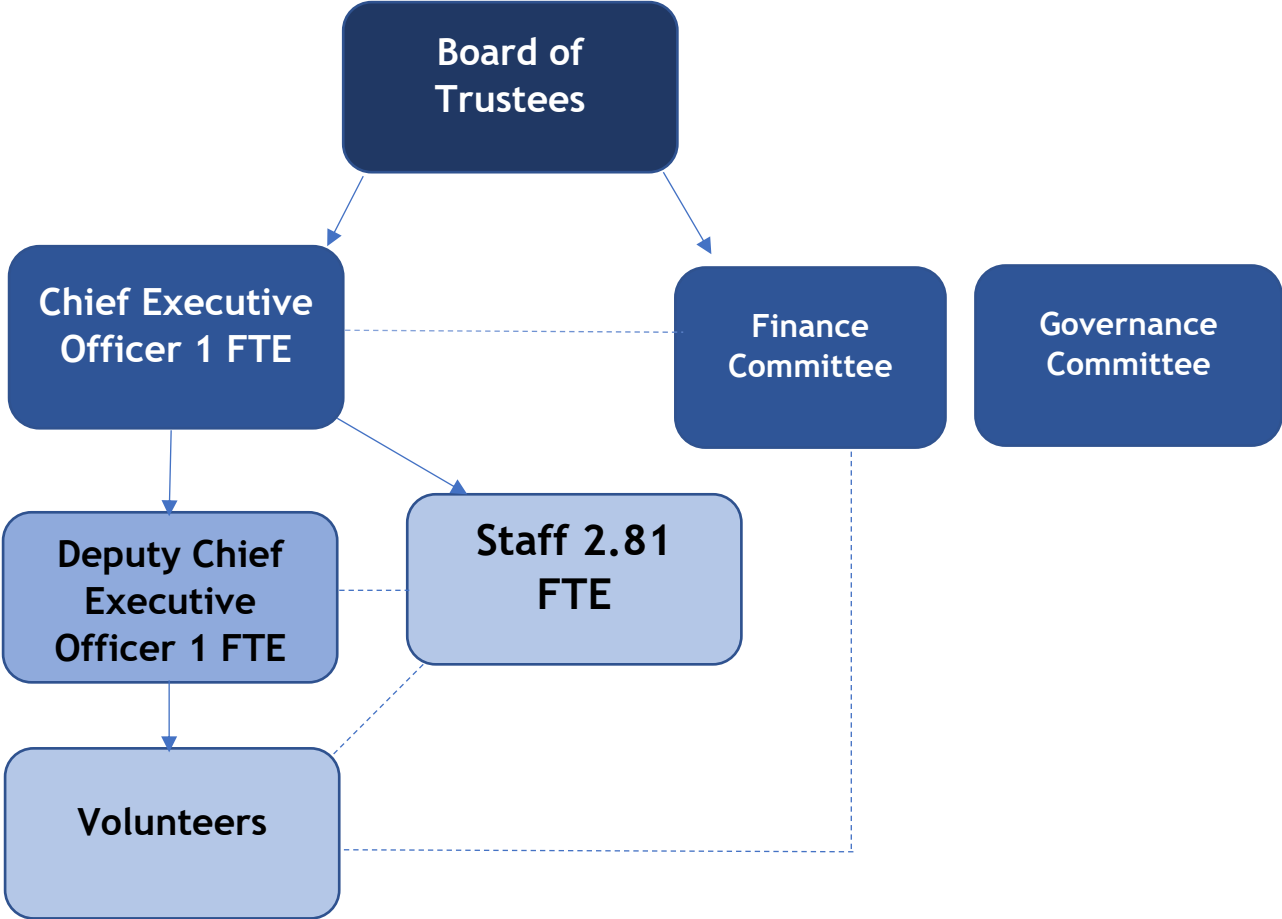 Board of
Trustees
Chief Executive
Officer 1 FTE
Finance
Committee
Governance
Committee
Deputy Chief
Executive
Officer 1 FTE
Staff 2.81
FTE
Volunteers